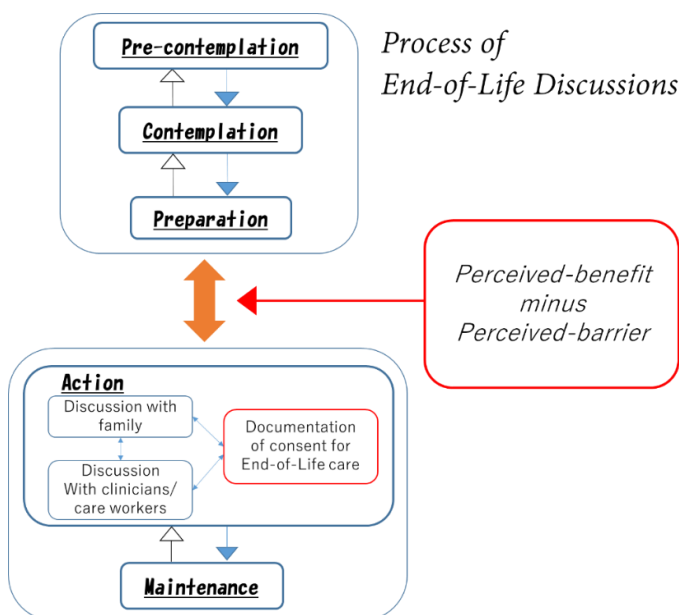 Pre-contemplation
Process of
End-of-Life Discussions
Contemplation
Preparation
Perceived-benefit
minus
Perceived-barrier
Action
Discussion with
family
Documentation
of consent for
End-of-Life care
Discussion
With clinicians/
care workers
Maintenance